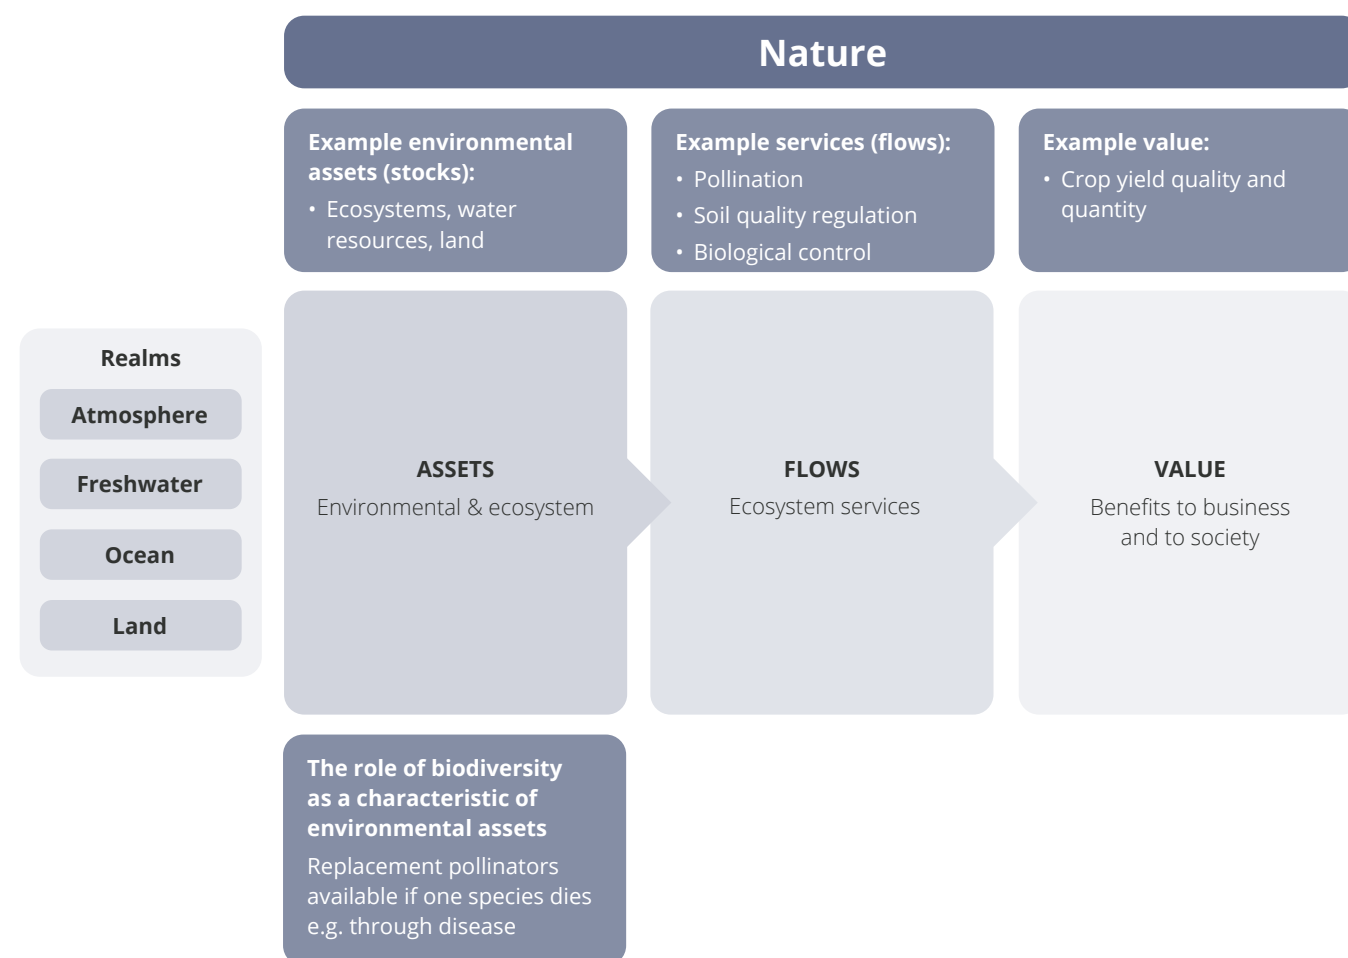 Nature
Example environmental
assets (stocks):
• Ecosystems, water
resources, land
Example services (flows):
• Pollination
• Soil quality regulation
• Biological control
Example value:
• Crop yield quality and
quantity
Realms
Atmosphere
Freshwater
Ocean
Land
ASSETS
Environmental & ecosystem
FLOWS
Ecosystem services
VALUE
Benefits to business
and to society
The role of biodiversity
as a characteristic of
environmental assets
Replacement pollinators
available if one species dies
e.g. through disease